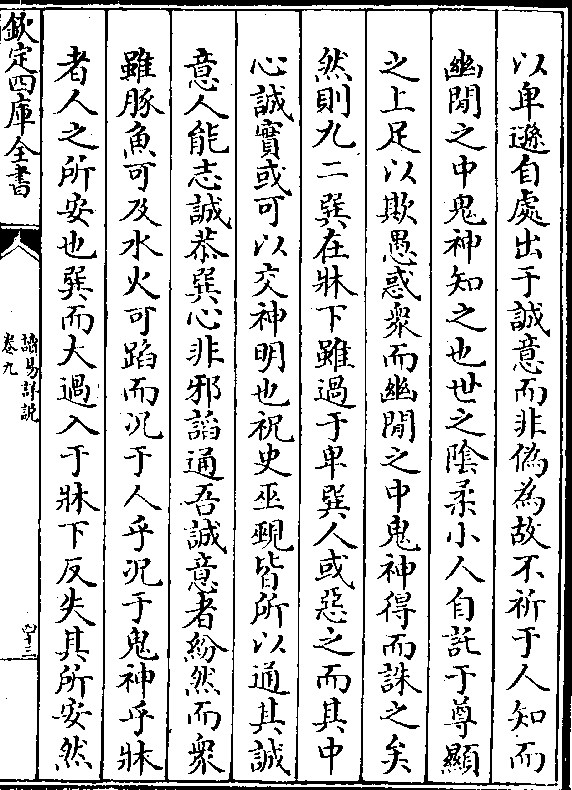 以卑遜自處出于誠意而非偽為故不祈于人知而
幽閒之中鬼神知之也世之陰柔小人自託于尊顯
之上足以欺愚惑衆而幽閒之中鬼神得而誅之矣
然則九二巽在牀下雖過于卑巽人或惡之而其中
心誠實或可以交神明也祝史巫覡皆所以通其誠
意人能志誠恭巽心非邪謟通吾誠意者紛然而衆
雖豚魚可及水火可蹈而况于人乎况于鬼神乎牀
者人之所安也巽而大過入于牀下反失其所安然
欽定四庫全書
讀易詳説
卷九
四十三